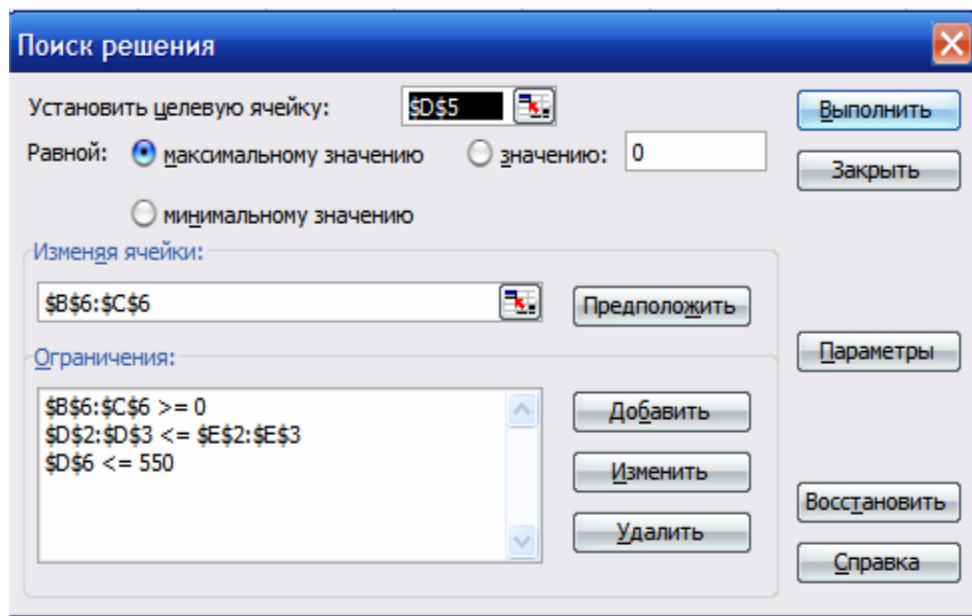 Поиск решения
Установить целевую ячейку: $D$5
Выполнить
Равной: максимальному значению значению: 0
Закрыть
минимальному значению
Изменяя ячейки:
$B$6:$C$6 Предположить
Параметры
Ограничения:
$B$6:$C$6 >= 0
$D$2:$D$3 <= $E$2:$E$3
$D$6 <= 550
Добавить
Изменить
Удалить
Восстановить
Справка